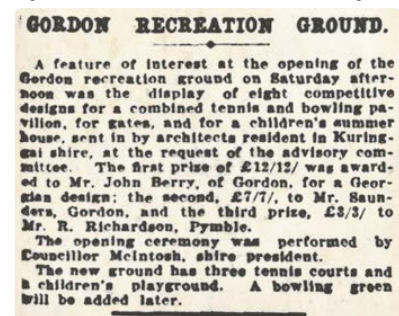 GORDON RECREATION GROUND.
A feature of interest at the opening of the
Gordon recreation ground on Saturday after-
noon was the display of eight competitive
designs for a combined tennis and bowling pa-
vilion, for gates, and for a children's summer
house, sent in by architects resident in Kuring-
gai shire, at the request of the advisory com-
mittee. The first prize of £12/12/ was award-
ed to Mr. John Berry, of Gordon, for a Geor-
gian design; the second, £7/7/, to Mr. Saun-
ders, Gordon, and the third prize, £3/3/ to
Mr. R. Richardson, Pymble.
The opening ceremony was performed by
Councillor McIntosh, shire president.
The new ground has three tennis courts and
a children's playground. A bowling green
will be added later.